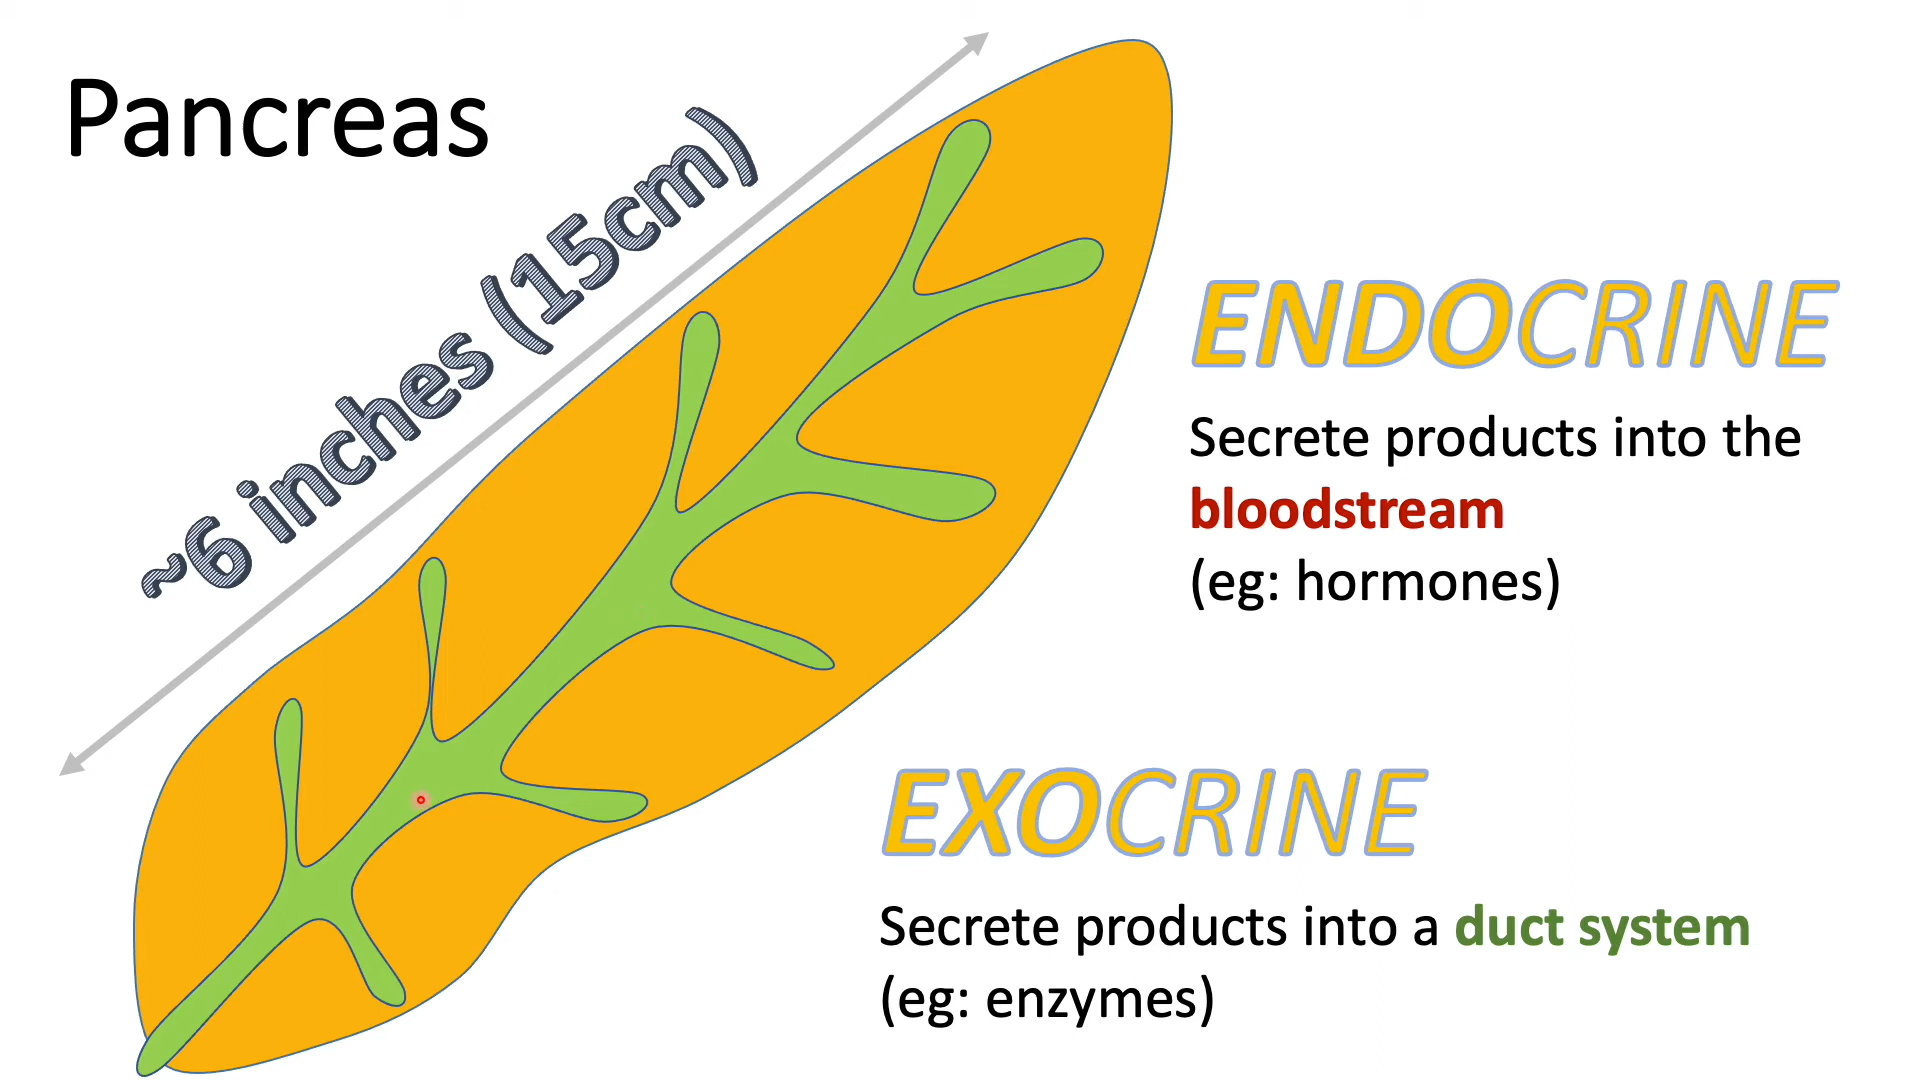 Pancreas
~6 inches (15cm)
ENDOCRINE
Secrete products into the
bloodstream
(eg: hormones)
EXOCRINE
Secrete products into a duct system
(eg: enzymes)